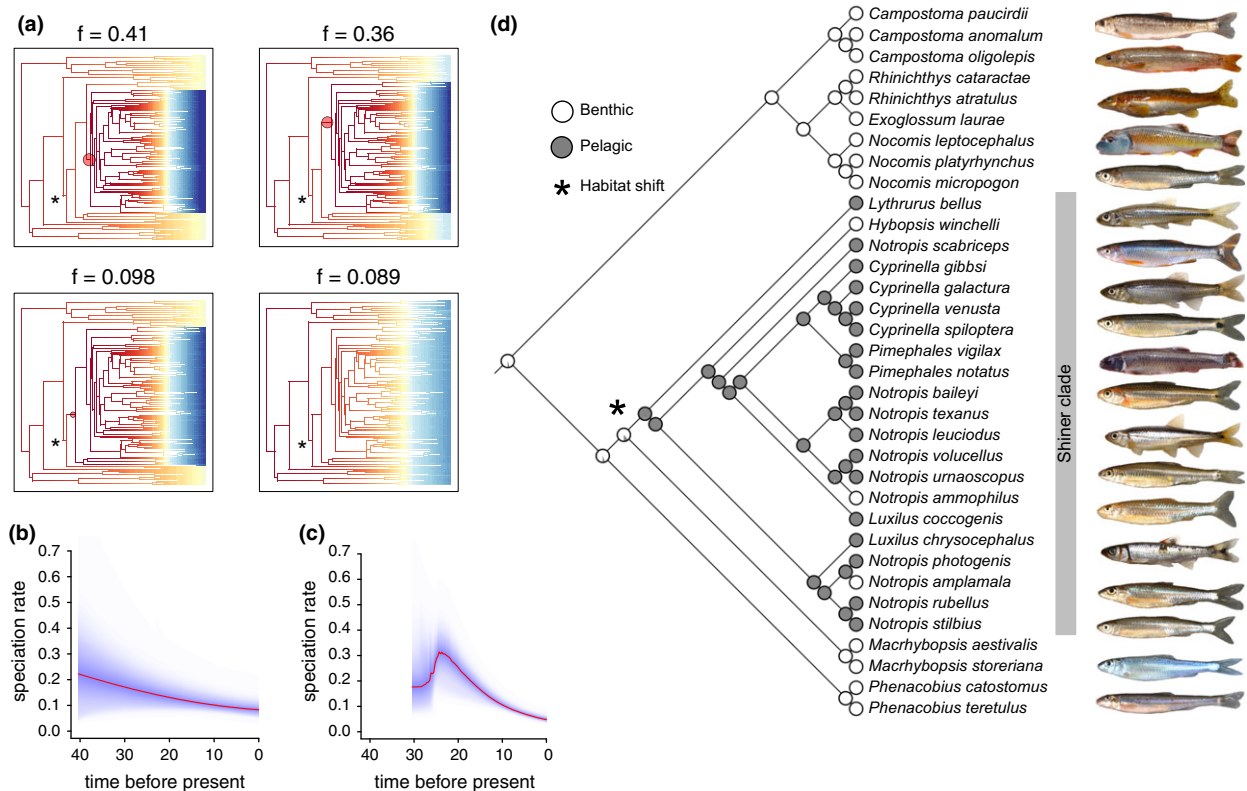 (a)
f = 0.41
f = 0.36
*
*
f = 0.098
f = 0.089
*
*
(b)
speciation rate
0.7
0.6
0.5
0.4
0.3
0.2
0.1
0.0
40
30
20
10
0
time before present
(c)
speciation rate
0.7
0.6
0.5
0.4
0.3
0.2
0.1
0.0
40
30
20
10
0
time before present
(d)
Benthic
Pelagic
* Habitat shift
*
Campostoma paucirdii
Campostoma anomalum
Campostoma oligolepis
Rhinichthys cataractae
Rhinichthys atratulus
Exoglossum laurae
Nocomis leptocephalus
Nocomis platyrhynchus
Nocomis micropogon
Lythrurus bellus
Hybopsis winchelli
Notropis scabriceps
Cyprinella gibbsi
Cyprinella galactura
Cyprinella venusta
Cyprinella spiloptera
Pimephales vigilax
Pimephales notatus
Notropis baileyi
Notropis texanus
Notropis leuciodus
Notropis volucellus
Notropis urnaoscopus
Notropis ammophilus
Luxilus coccogenis
Luxilus chrysocephalus
Notropis photogenis
Notropis amplamala
Notropis rubellus
Notropis stilbius
Macrhybopsis aestivalis
Macrhybopsis storeriana
Phenacobius catostomus
Phenacobius teretulus
Shiner clade